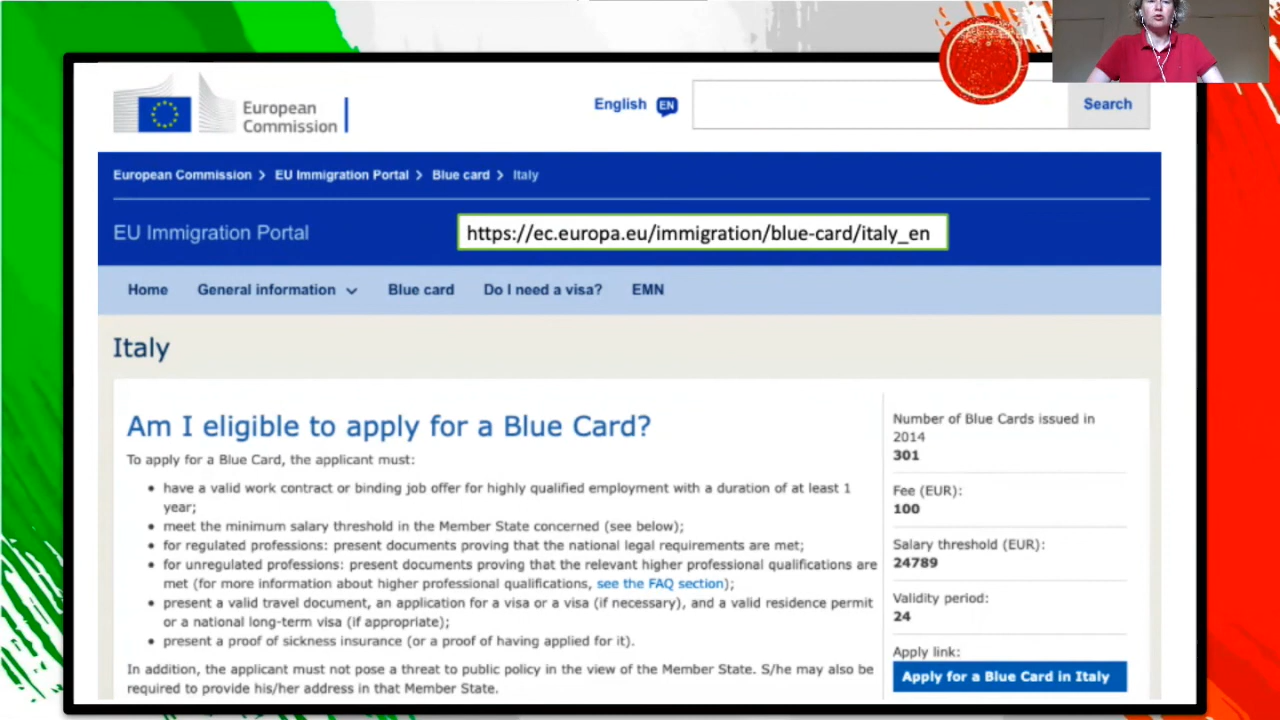 European
Commission
English EN
Search
European Commission > EU Immigration Portal > Blue card > Italy
EU Immigration Portal
https://ec.europa.eu/immigration/blue-card/italy_en
Home General information Blue card Do I need a visa? EMN
Italy
Am I eligible to apply for a Blue Card?
To apply for a Blue Card, the applicant must:
• have a valid work contract or binding job offer for highly qualified employment with a duration of at least 1
year;
• meet the minimum salary threshold in the Member State concerned (see below);
• for regulated professions: present documents proving that the national legal requirements are met;
• for unregulated professions: present documents proving that the relevant higher professional qualifications are
met (for more information about higher professional qualifications, see the FAQ section);
• present a valid travel document, an application for a visa or a visa (if necessary), and a valid residence permit
or a national long-term visa (if appropriate);
• present a proof of sickness insurance (or a proof of having applied for it).
In addition, the applicant must not pose a threat to public policy in the view of the Member State. S/he may also be
required to provide his/her address in that Member State.
Number of Blue Cards issued in
2014
301
Fee (EUR):
100
Salary threshold (EUR):
24789
Validity period:
24
Apply link:
Apply for a Blue Card in Italy